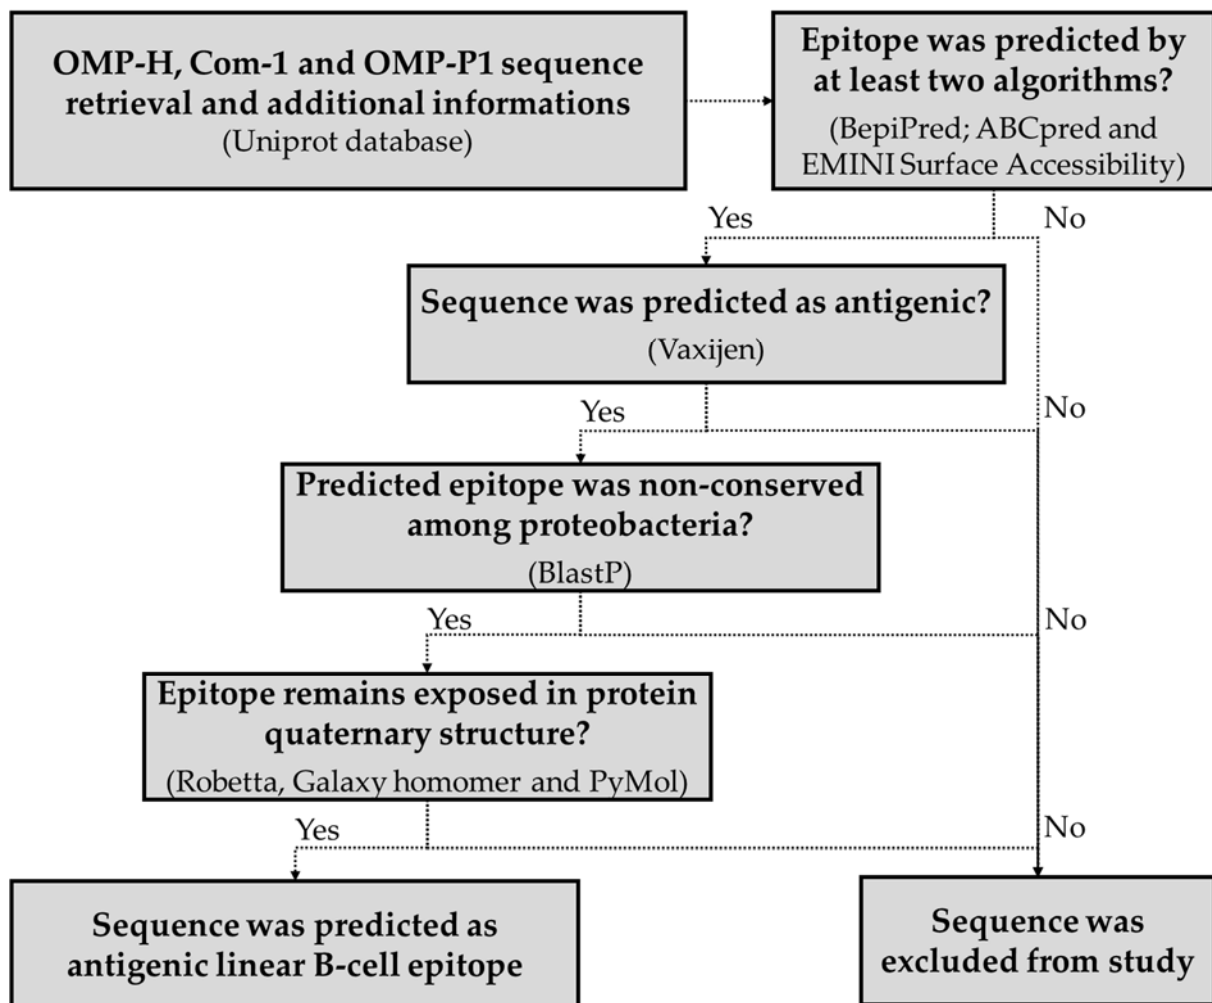 OMP-H, Com-1 and OMP-P1 sequence
retrieval and additional informations
(Uniprot database)
Epitope was predicted by
at least two algorithms?
(BepiPred; ABCpred and
EMINI Surface Accessibility)
Yes
No
Sequence was predicted as antigenic?
(Vaxijen)
Yes
No
Predicted epitope was non-conserved
among proteobacteria?
(BlastP)
Yes
No
Epitope remains exposed in protein
quaternary structure?
(Robetta, Galaxy homomer and PyMol)
Yes
No
Sequence was predicted as
antigenic linear B-cell epitope
Sequence was
excluded from study